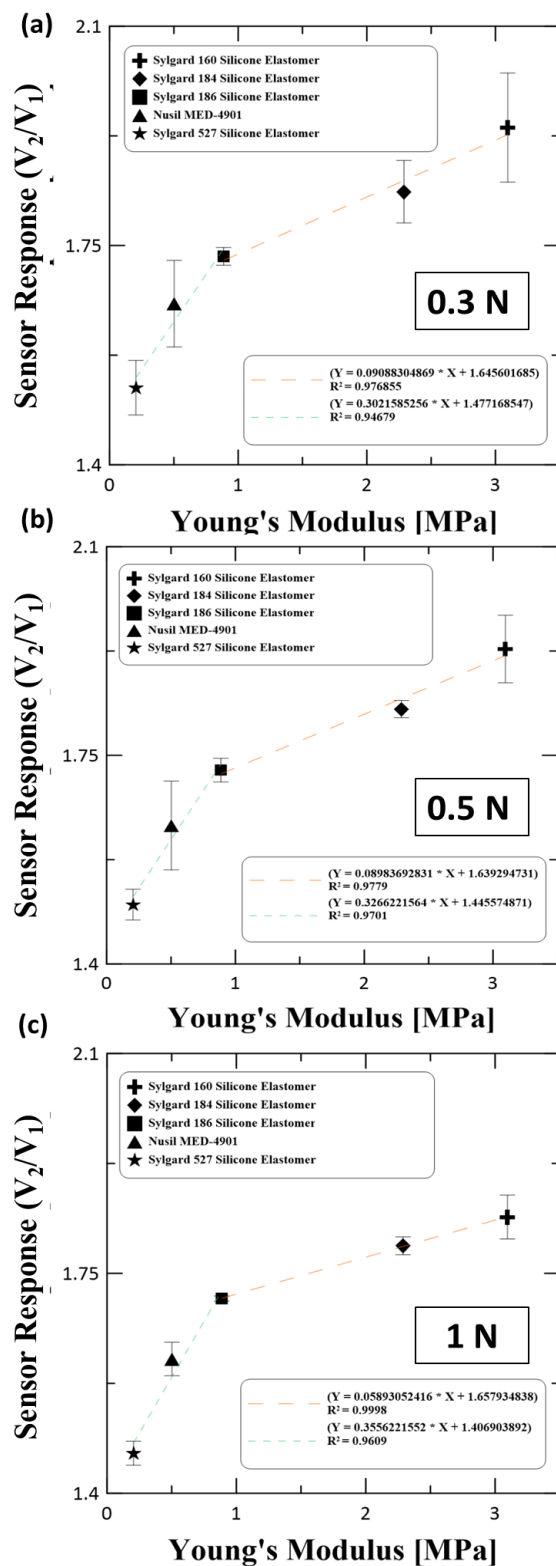 (a)
2.1
Sylgard 160 Silicone Elastomer
Sylgard 184 Silicone Elastomer
Sylgard 186 Silicone Elastomer
Nusil MED-4901
Sylgard 527 Silicone Elastomer
Sensor Response (V₂/V₁)
1.75
0.3 N
(Y = 0.09088304869 * X + 1.645601685)
R² = 0.976855
(Y = 0.3021585256 * X + 1.477168547)
R² = 0.94679
1.4
0 1 2 3
Young's Modulus [MPa]
(b)
2.1
Sylgard 160 Silicone Elastomer
Sylgard 184 Silicone Elastomer
Sylgard 186 Silicone Elastomer
Nusil MED-4901
Sylgard 527 Silicone Elastomer
Sensor Response (V₂/V₁)
1.75
0.5 N
(Y = 0.08983692831 * X + 1.639294731)
R² = 0.9779
(Y = 0.3266221564 * X + 1.445574871)
R² = 0.9701
1.4
0 1 2 3
Young's Modulus [MPa]
(c)
2.1
Sylgard 160 Silicone Elastomer
Sylgard 184 Silicone Elastomer
Sylgard 186 Silicone Elastomer
Nusil MED-4901
Sylgard 527 Silicone Elastomer
Sensor Response (V₂/V₁)
1.75
1 N
(Y = 0.05893052416 * X + 1.657934838)
R² = 0.9998
(Y = 0.3556221552 * X + 1.406903892)
R² = 0.9609
1.4
0 1 2 3
Young's Modulus [MPa]